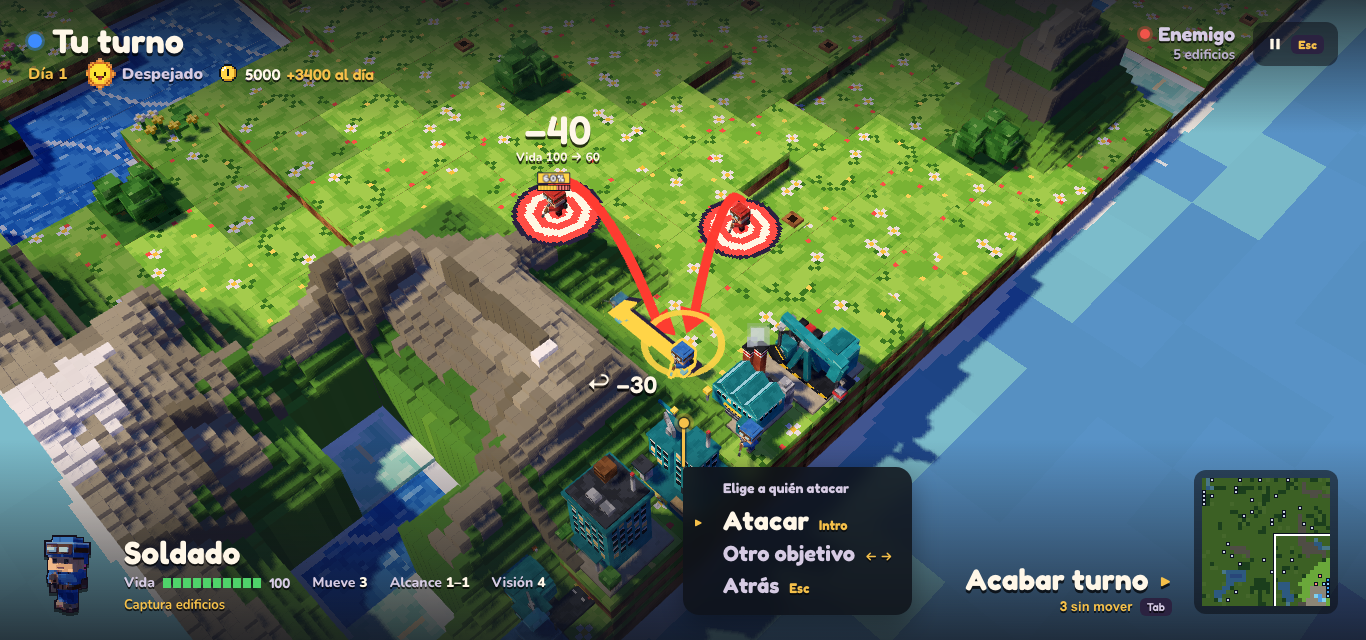 Tu turno
Día 1 Despejado 5000 +3400 al día
Enemigo
5 edificios
Esc
-40
Vida 100 → 60
60%
-30
Elige a quién atacar
Atacar Intro
Otro objetivo ← →
Atrás Esc
Soldado
Vida 100 Mueve 3 Alcance 1-1 Visión 4
Captura edificios
Acabar turno
3 sin mover Tab